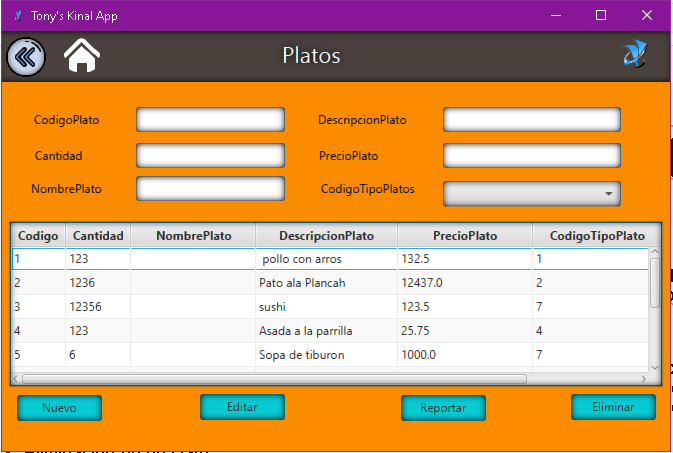 Tony's Kinal App
Platos
CodigoPlato DescripcionPlato
Cantidad PrecioPlato
NombrePlato CodigoTipoPlatos
Codigo Cantidad NombrePlato DescripcionPlato PrecioPlato CodigoTipoPlato
1 123 pollo con arros 132.5 1
2 1236 Pato ala Plancah 12437.0 2
3 12356 sushi 123.5 7
4 123 Asada a la parrilla 25.75 4
5 6 Sopa de tiburon 1000.0 7
Nuevo Editar Reportar Eliminar